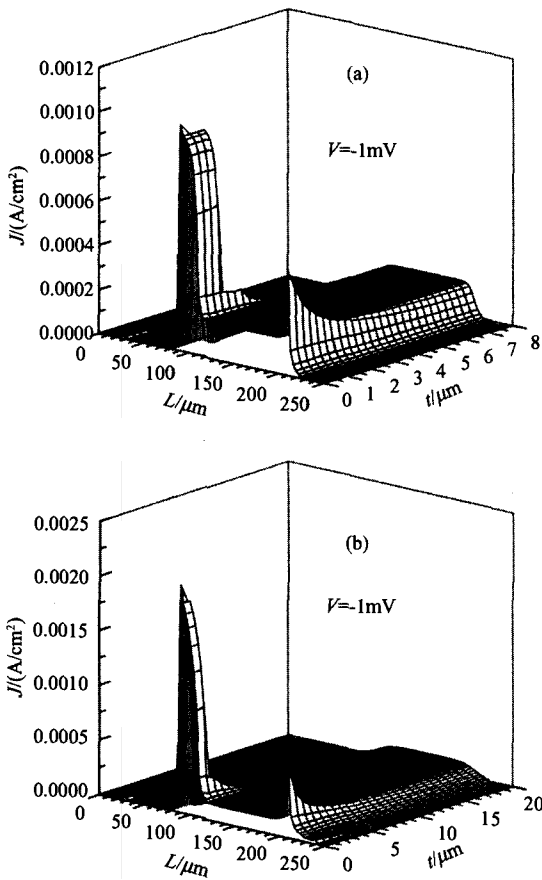 (a)
V=-1mV
J/(A/cm²)
0.0012
0.0010
0.0008
0.0006
0.0004
0.0002
0.0000
0 50 100 150 200 250
L/μm
0 1 2 3 4 5 6 7 8
t/μm
(b)
V=-1mV
J/(A/cm²)
0.0025
0.0020
0.0015
0.0010
0.0005
0.0000
0 50 100 150 200 250
L/μm
0 5 10 15 20
t/μm